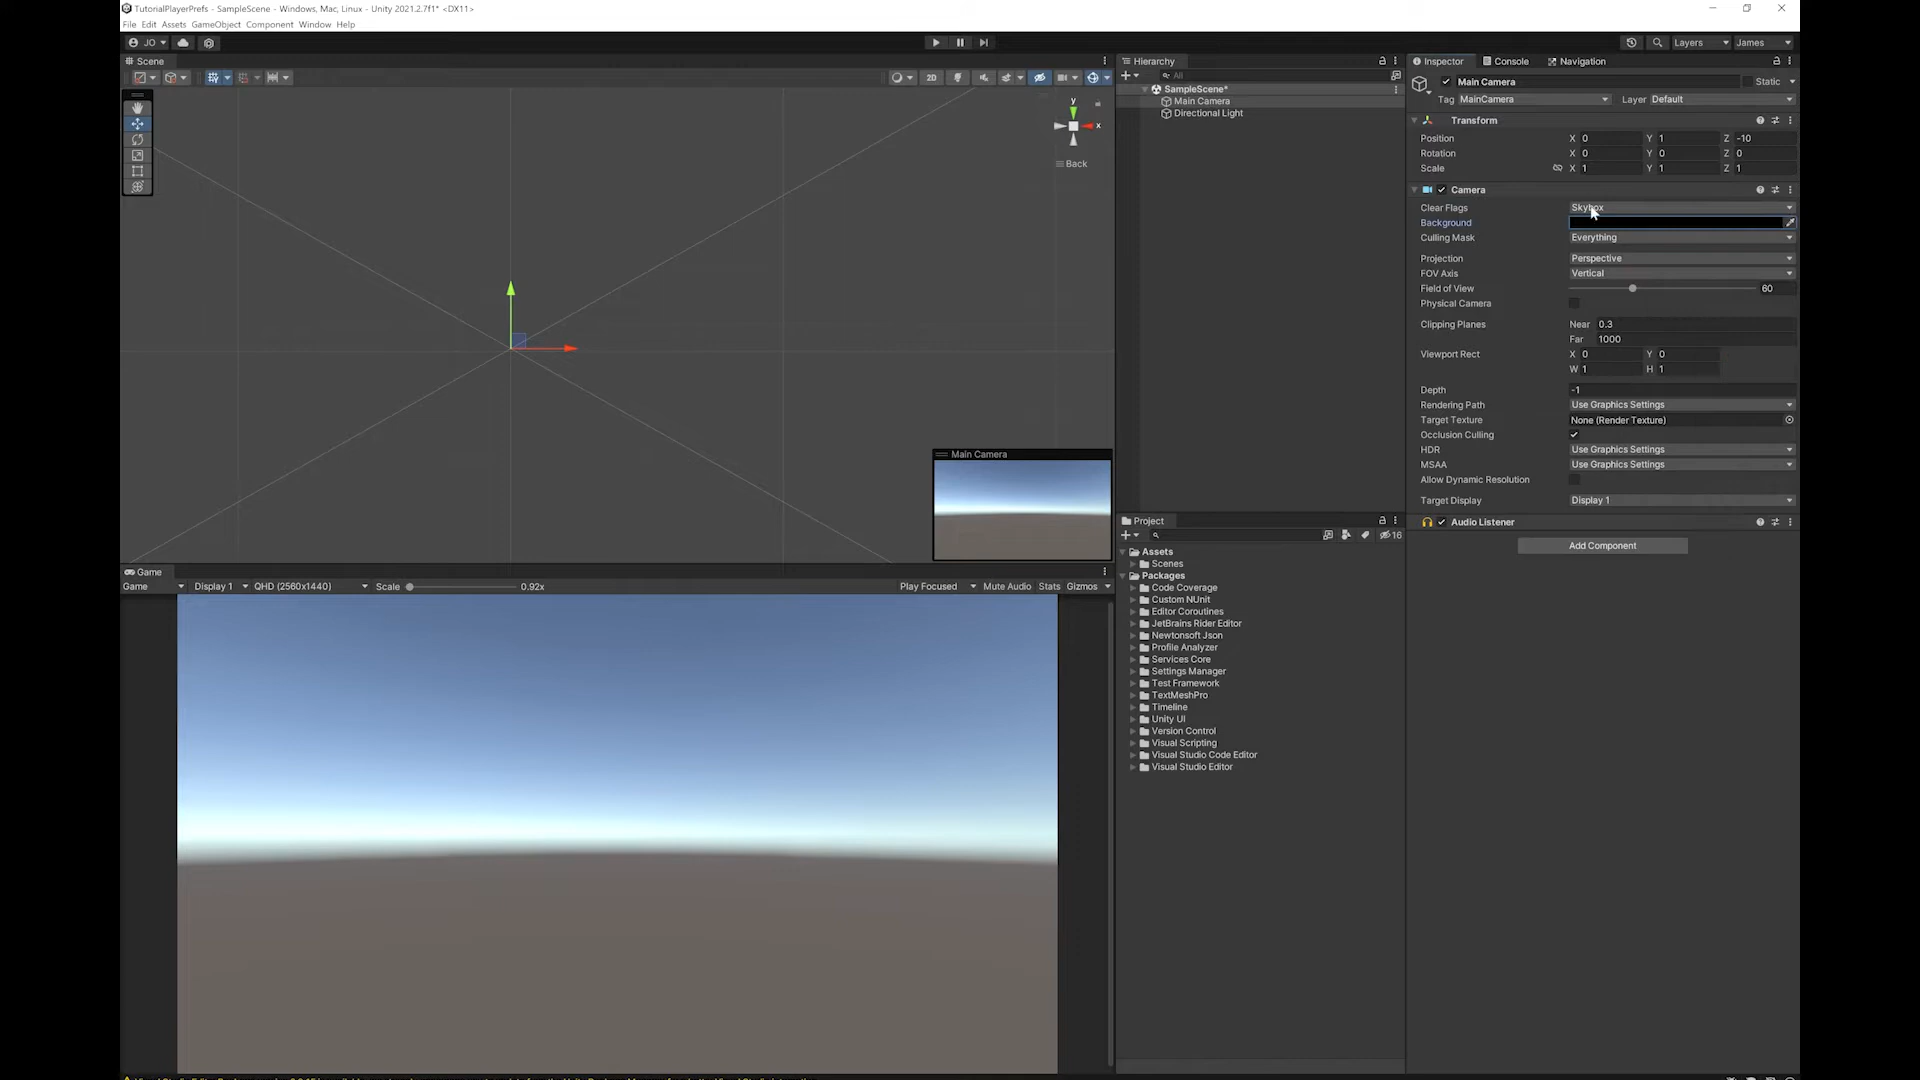 TutorialPlayerPrefs - SampleScene - Windows, Mac, Linux - Unity 2021.2.7f1* <DX11>
File Edit Assets GameObject Component Window Help
JO
Layers
James
Scene
2D
y
x
Back
Main Camera
Game
Game
Display 1
QHD (2560x1440)
Scale
0.92x
Play Focused
Mute Audio
Stats
Gizmos
Hierarchy
All
SampleScene*
Main Camera
Directional Light
Project
16
Assets
Scenes
Packages
Code Coverage
Custom NUnit
Editor Coroutines
JetBrains Rider Editor
Newtonsoft Json
Profile Analyzer
Services Core
Settings Manager
Test Framework
TextMeshPro
Timeline
Unity UI
Version Control
Visual Scripting
Visual Studio Code Editor
Visual Studio Editor
Inspector
Console
Navigation
Main Camera
Static
Tag MainCamera
Layer Default
Transform
Position X 0 Y 1 Z -10
Rotation X 0 Y 0 Z 0
Scale X 1 Y 1 Z 1
Camera
Clear Flags Skybox
Background
Culling Mask Everything
Projection Perspective
FOV Axis Vertical
Field of View 60
Physical Camera
Clipping Planes Near 0.3
Far 1000
Viewport Rect X 0 Y 0
W 1 H 1
Depth -1
Rendering Path Use Graphics Settings
Target Texture None (Render Texture)
Occlusion Culling
HDR Use Graphics Settings
MSAA Use Graphics Settings
Allow Dynamic Resolution
Target Display Display 1
Audio Listener
Add Component